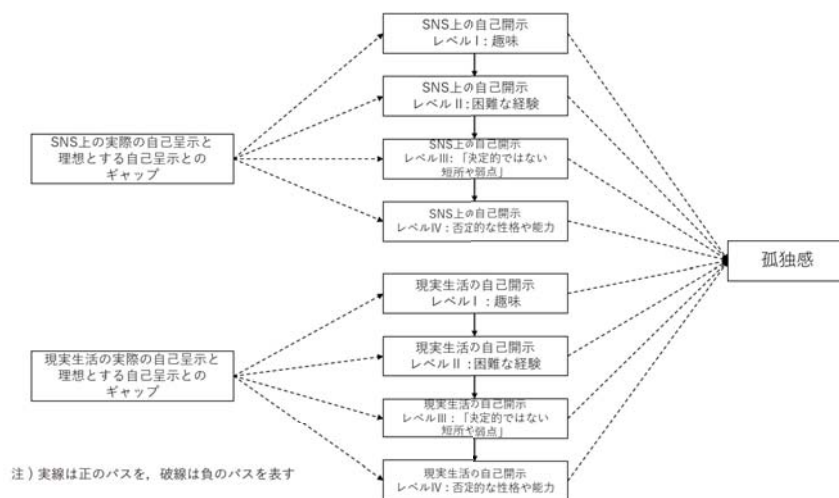 SNS上の自己開示
レベルⅠ：趣味
SNS上の自己開示
レベルⅡ：困難な経験
SNS上の実際の自己呈示と
理想とする自己呈示との
ギャップ
SNS上の自己開示
レベルⅢ：「決定的ではない
短所や弱点」
SNS上の自己開示
レベルⅣ：否定的な性格や能力
孤独感
現実生活の自己開示
レベルⅠ：趣味
現実生活の自己開示
レベルⅡ：困難な経験
現実生活の実際の自己呈示と
理想とする自己呈示との
ギャップ
現実生活の自己開示
レベルⅢ：「決定的ではない
短所や弱点」
現実生活の自己開示
レベルⅣ：否定的な性格や能力
注）実線は正のパスを，破線は負のパスを表す